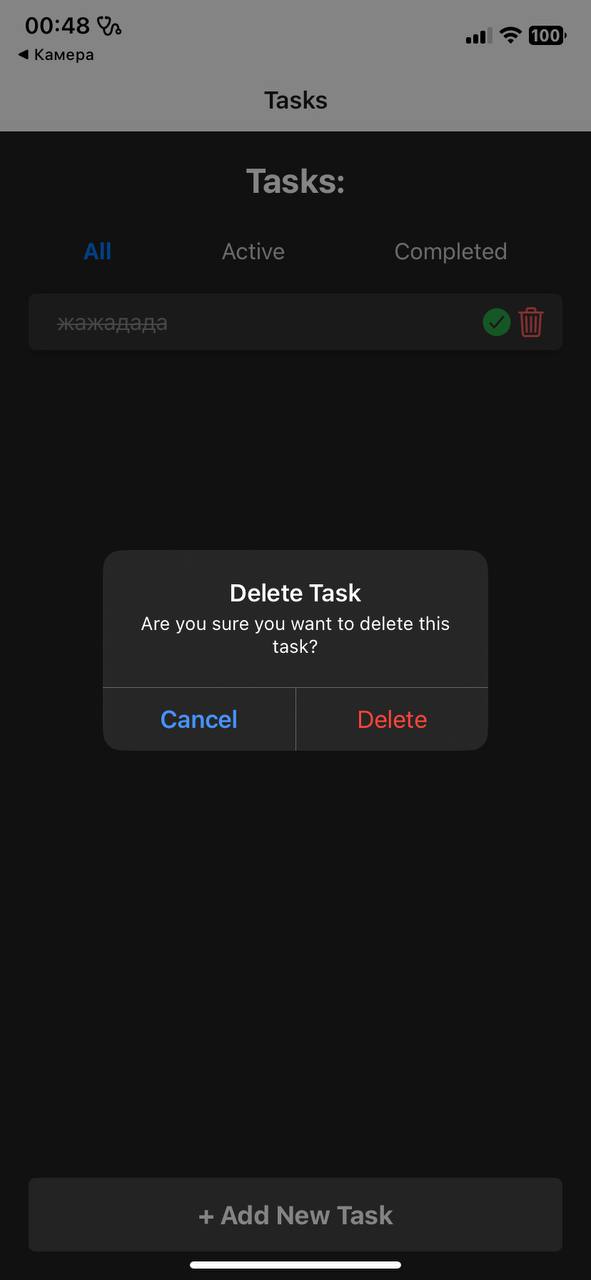 00:48
◀ Камера
100
Tasks
Tasks:
All Active Completed
жажадада
Delete Task
Are you sure you want to delete this
task?
Cancel Delete
+ Add New Task